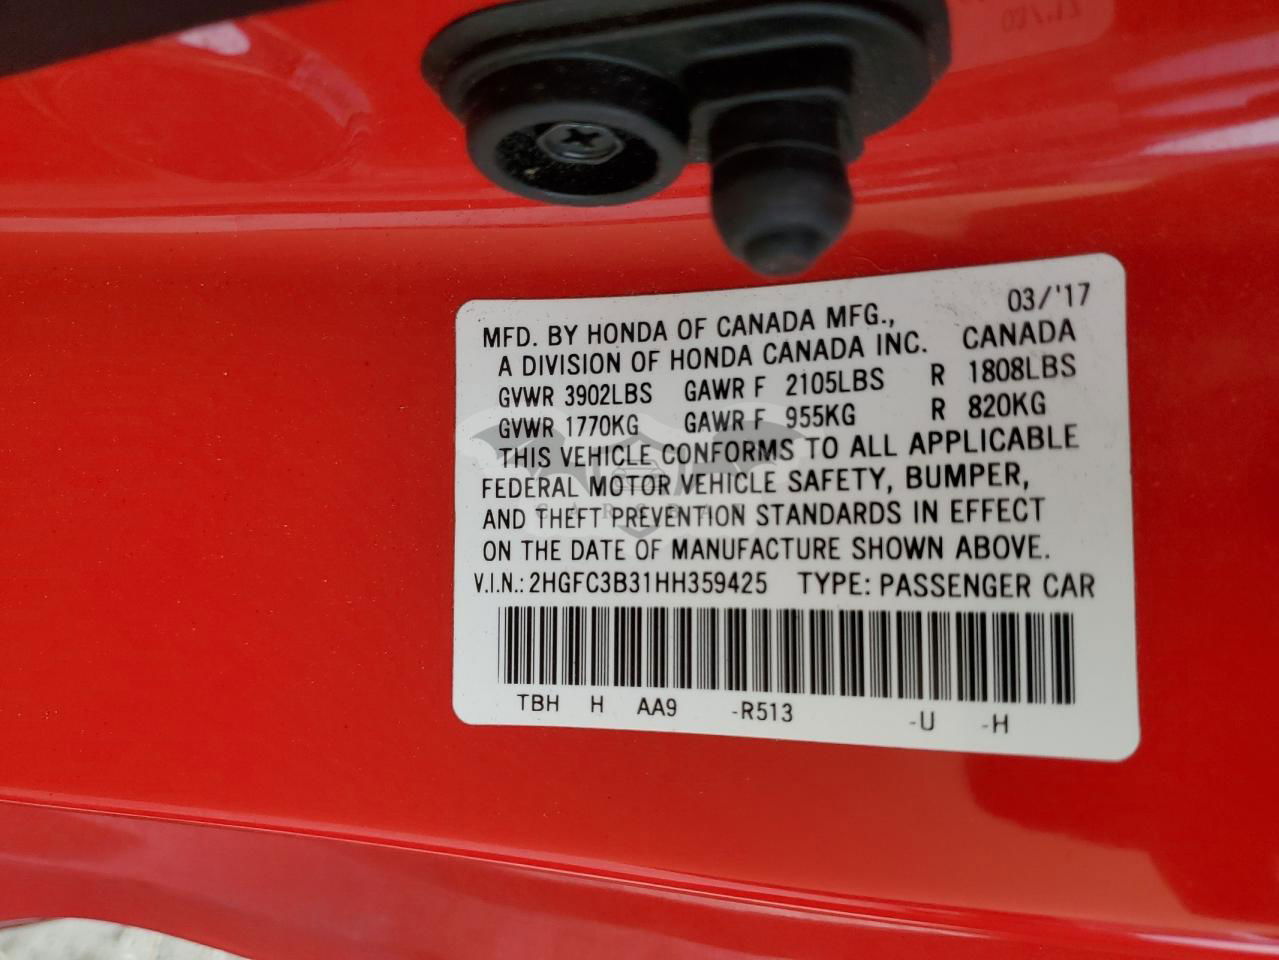 03/'17
MFD. BY HONDA OF CANADA MFG.,
A DIVISION OF HONDA CANADA INC. CANADA
GVWR 3902LBS GAWR F 2105LBS R 1808LBS
GVWR 1770KG GAWR F 955KG R 820KG
THIS VEHICLE CONFORMS TO ALL APPLICABLE
FEDERAL MOTOR VEHICLE SAFETY, BUMPER,
AND THEFT PREVENTION STANDARDS IN EFFECT
ON THE DATE OF MANUFACTURE SHOWN ABOVE.
V.I.N.: 2HGFC3B31HH359425 TYPE: PASSENGER CAR
TBH H AA9 -R513 -U -H